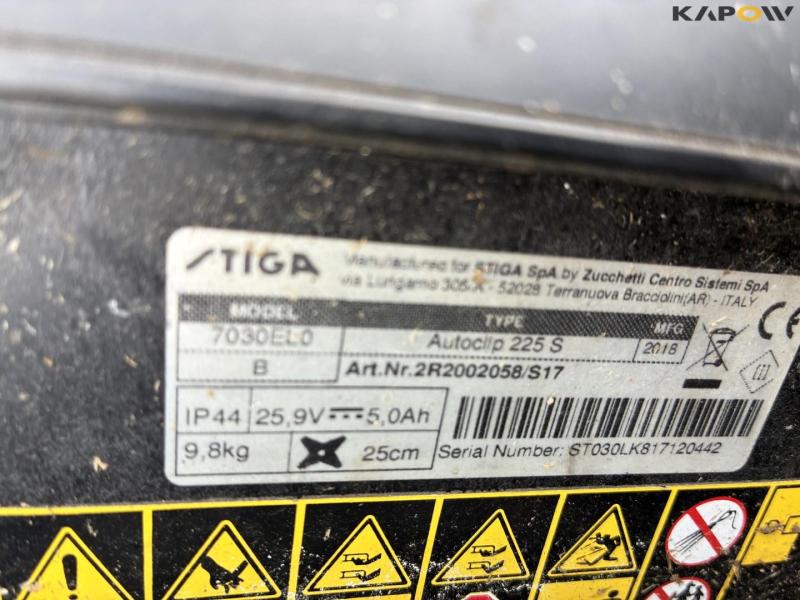 KAPOW
STIGA
Manufactured for STIGA SpA by Zucchetti Centro Sistemi SpA
via Lungarno 305/A - 52028 Terranuova Bracciolini(AR) - ITALY
MODEL TYPE MFG
7030EL0 Autoclip 225 S 2018
B Art.Nr.2R2002058/S17
IP44 25,9V 5,0Ah
9,8kg 25cm Serial Number: ST030LK817120442
CE